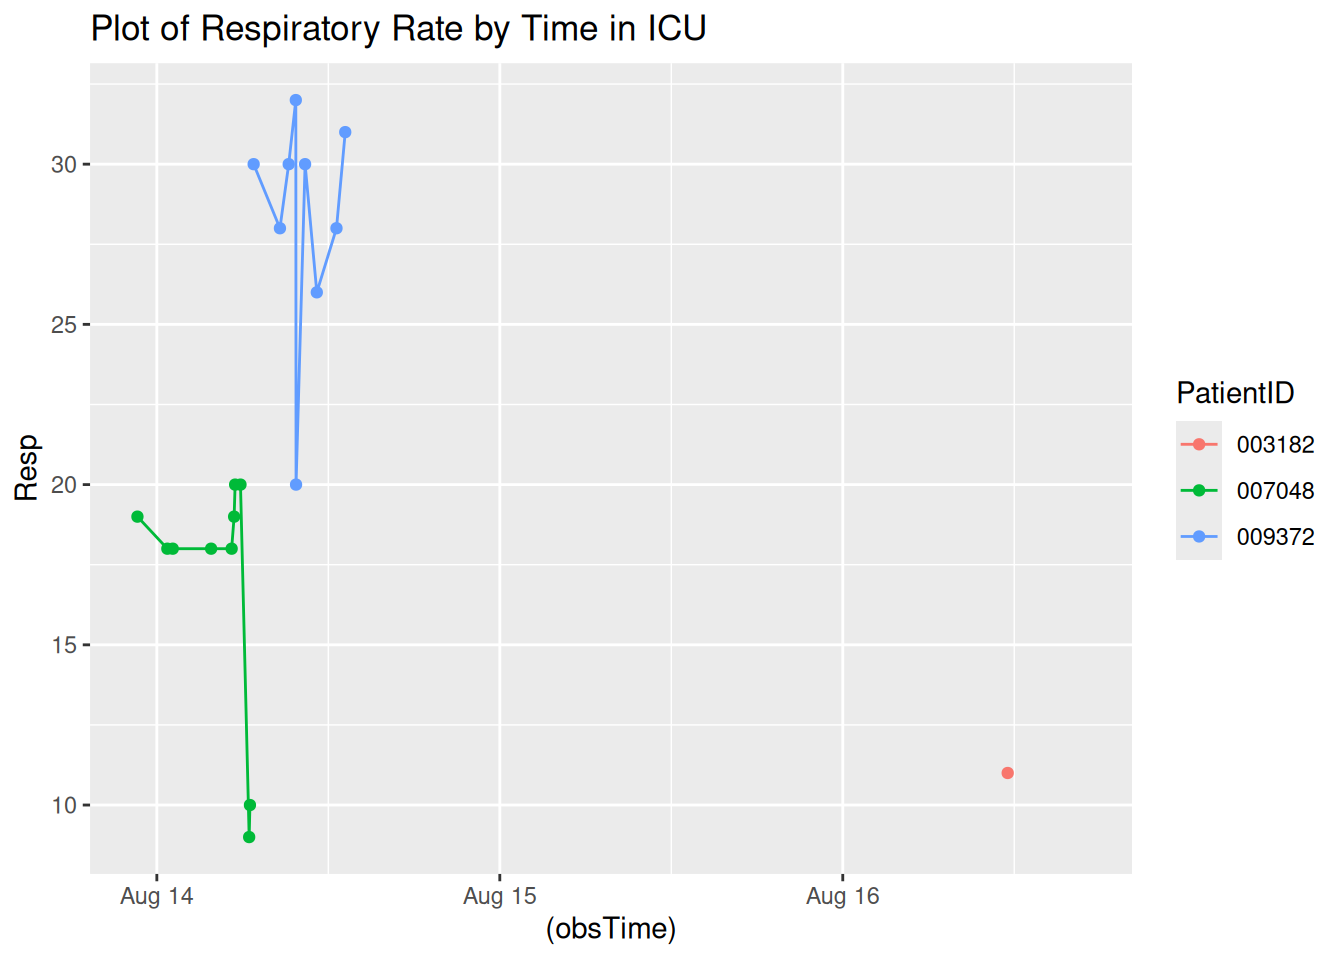 Plot of Respiratory Rate by Time in ICU
Resp
30
25
20
15
10
Aug 14
Aug 15
Aug 16
(obsTime)
PatientID
003182
007048
009372